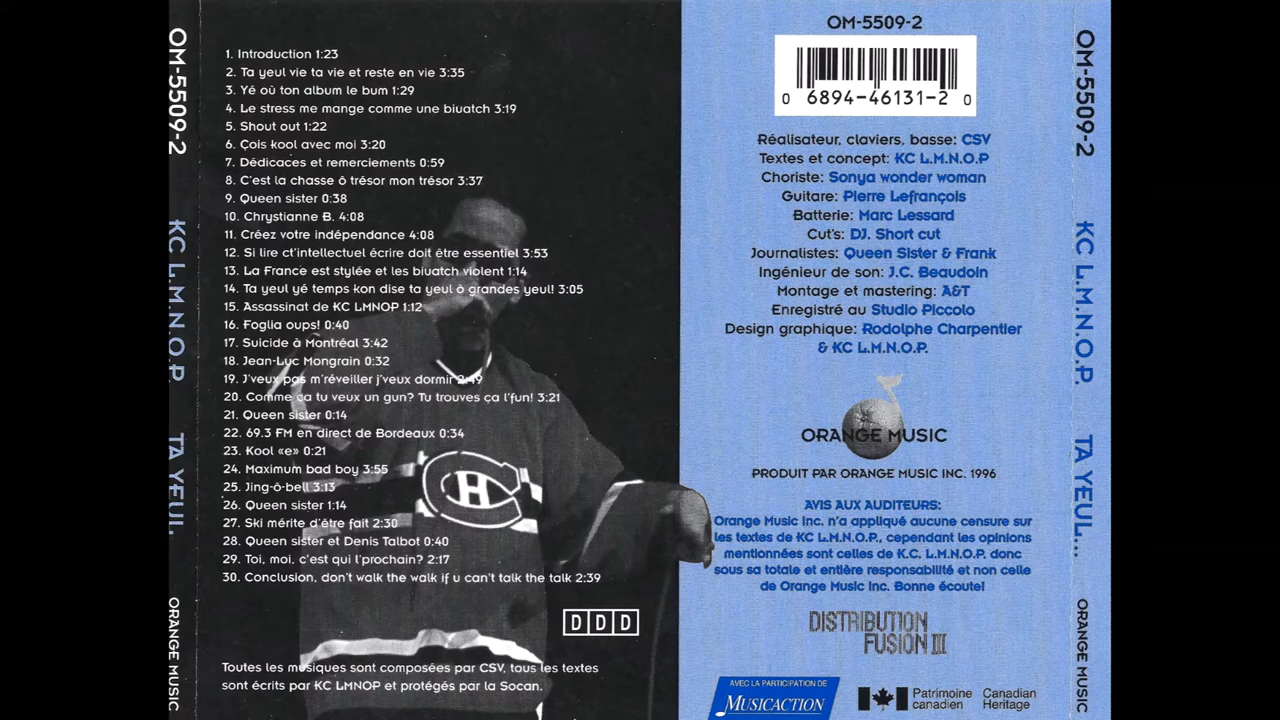 OM-5509-2
KC L.M.N.O.P.
TA YEUL...
ORANGE MUSIC
1. Introduction 1:23
2. Ta yeul vie ta vie et reste en vie 3:35
3. Yé où ton album le bum 1:29
4. Le stress me mange comme une biuatch 3:19
5. Shout out 1:22
6. Çois kool avec moi 3:20
7. Dédicaces et remerciements 0:59
8. C'est la chasse ô trésor mon trésor 3:37
9. Queen sister 0:38
10. Chrystianne B. 4:08
11. Créez votre indépendance 4:08
12. Si lire ct'intellectuel écrire doit être essentiel 3:53
13. La France est stylée et les biuatch violent 1:14
14. Ta yeul yé temps kon dise ta yeul ô grandes yeul! 3:05
15. Assassinat de KC LMNOP 1:12
16. Foglia oups! 0:40
17. Suicide à Montréal 3:42
18. Jean-Luc Mongrain 0:32
19. J'veux pas m'réveiller j'veux dormir 2:49
20. Comme ça tu veux un gun? Tu trouves ça l'fun! 3:21
21. Queen sister 0:14
22. 69.3 FM en direct de Bordeaux 0:34
23. Kool «e» 0:21
24. Maximum bad boy 3:55
25. Jing-ô-bell 3:13
26. Queen sister 1:14
27. Ski mérite d'être fait 2:30
28. Queen sister et Denis Talbot 0:40
29. Toi, moi, c'est qui l'prochain? 2:17
30. Conclusion, don't walk the walk if u can't talk the talk 2:39
DDD
Toutes les musiques sont composées par CSV, tous les textes
sont écrits par KC LMNOP et protégés par la Socan.
OM-5509-2
0 6894-46131-2 0
Réalisateur, claviers, basse: CSV
Textes et concept: KC L.M.N.O.P
Choriste: Sonya wonder woman
Guitare: Pierre Lefrançois
Batterie: Marc Lessard
Cut's: DJ. Short cut
Journalistes: Queen Sister & Frank
Ingénieur de son: J.C. Beaudoin
Montage et mastering: A&T
Enregistré au Studio Piccolo
Design graphique: Rodolphe Charpentier
& KC L.M.N.O.P.
ORANGE MUSIC
PRODUIT PAR ORANGE MUSIC INC. 1996
AVIS AUX AUDITEURS:
Orange Music Inc. n'a appliqué aucune censure sur
les textes de KC L.M.N.O.P., cependant les opinions
mentionnées sont celles de K.C. L.M.N.O.P. donc
sous sa totale et entière responsabilité et non celle
de Orange Music Inc. Bonne écoute!
DISTRIBUTION
FUSION III
AVEC LA PARTICIPATION DE
MUSICACTION
Patrimoine canadien
Canadian Heritage
OM-5509-2
KC L.M.N.O.P.
TA YEUL...
ORANGE MUSIC